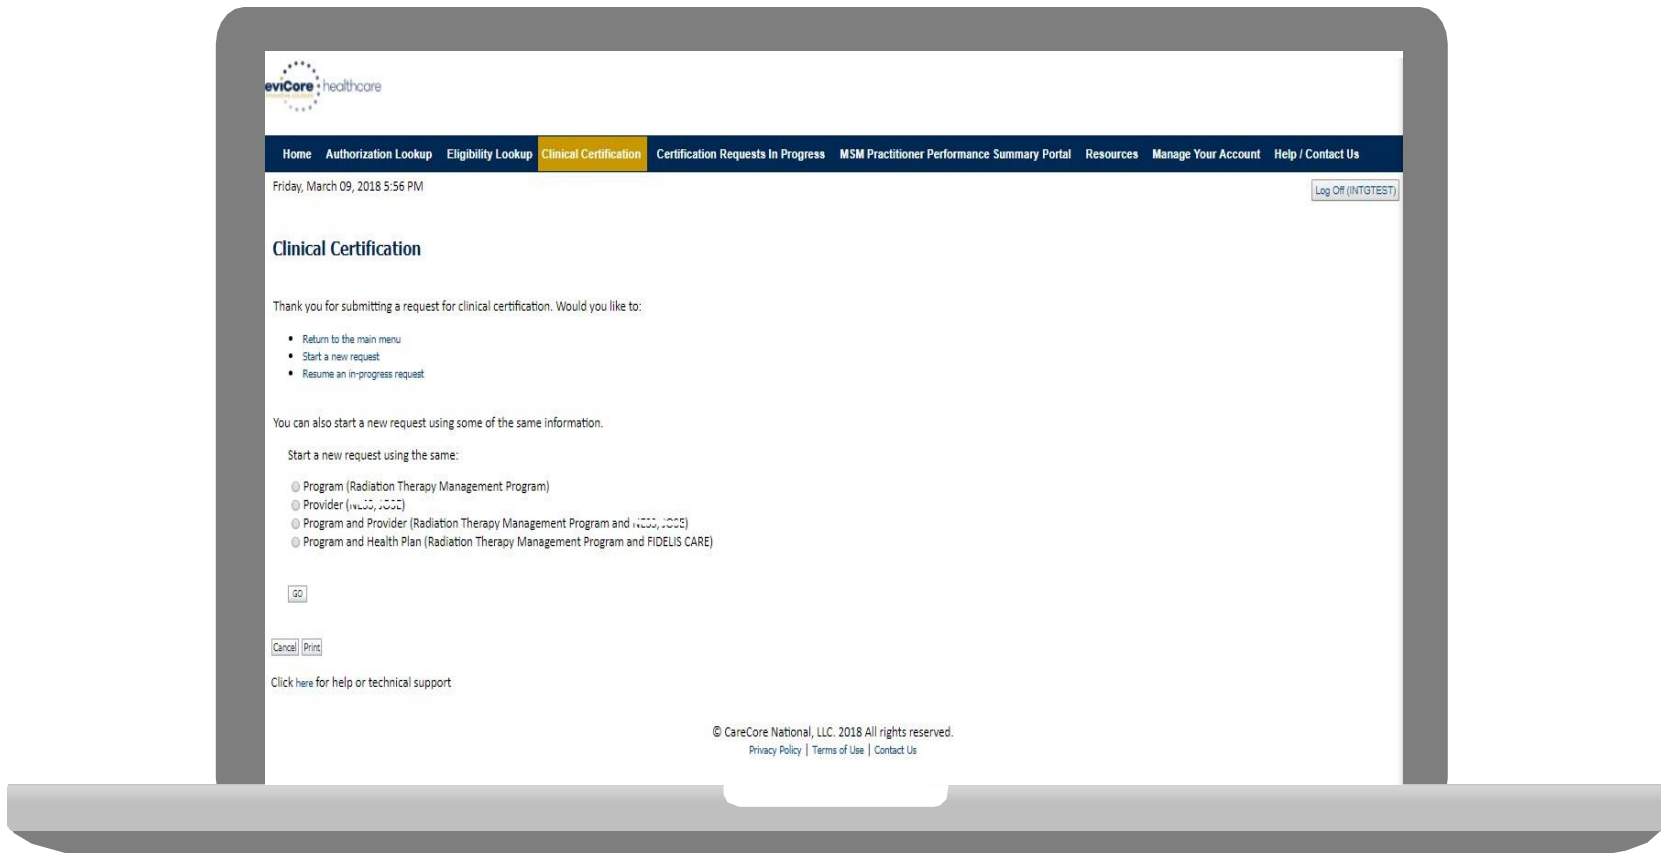 eviCore healthcare
Home Authorization Lookup Eligibility Lookup Clinical Certification Certification Requests In Progress MSM Practitioner Performance Summary Portal Resources Manage Your Account Help / Contact Us
Friday, March 09, 2018 5:56 PM
Log Off (INTGTEST)
Clinical Certification
Thank you for submitting a request for clinical certification. Would you like to:
• Return to the main menu
• Start a new request
• Resume an in-progress request
You can also start a new request using some of the same information.
Start a new request using the same:
Program (Radiation Therapy Management Program)
Provider (
Program and Provider (Radiation Therapy Management Program and
Program and Health Plan (Radiation Therapy Management Program and FIDELIS CARE)
GO
Cancel Print
Click here for help or technical support
© CareCore National, LLC. 2018 All rights reserved.
Privacy Policy | Terms of Use | Contact Us